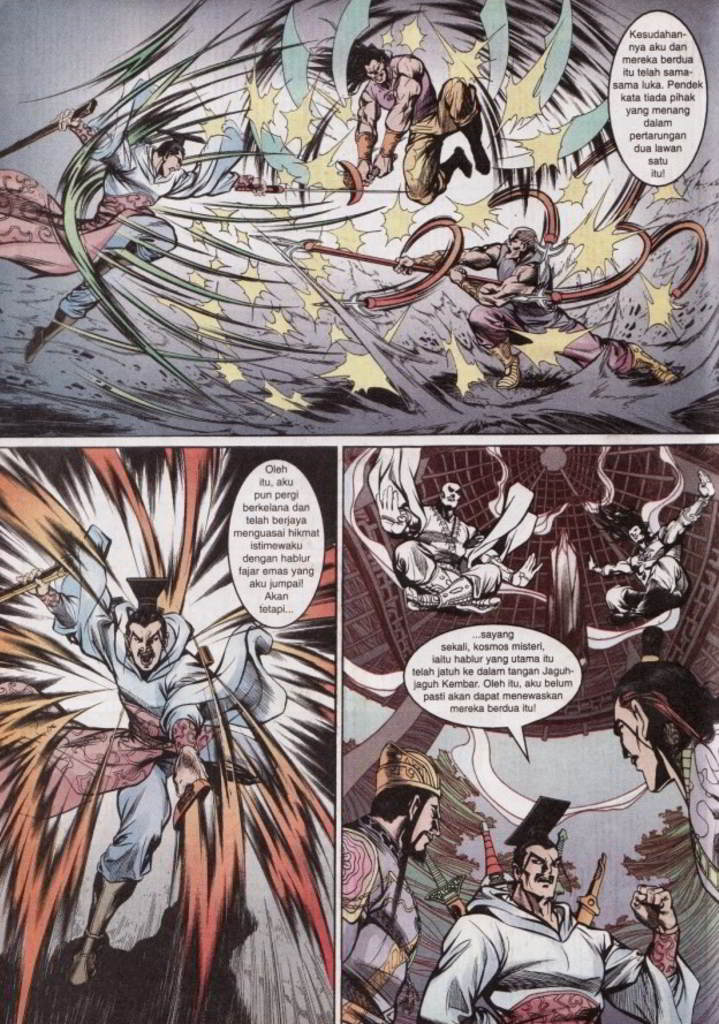 Kesudahan-
nya aku dan
mereka berdua
itu telah sama-
sama luka. Pendek
kata tiada pihak
yang menang
dalam
pertarungan
dua lawan
satu
itu!
Oleh
itu, aku
pun pergi
berkelana dan
telah berjaya
menguasai hikmat
istimewaku
dengan hablur
fajar emas yang
aku jumpai!
Akan
tetapi...
...sayang
sekali, kosmos misteri,
iaitu hablur yang utama itu
telah jatuh ke dalam tangan Jaguh-
jaguh Kembar. Oleh itu, aku belum
pasti akan dapat menewaskan
mereka berdua!